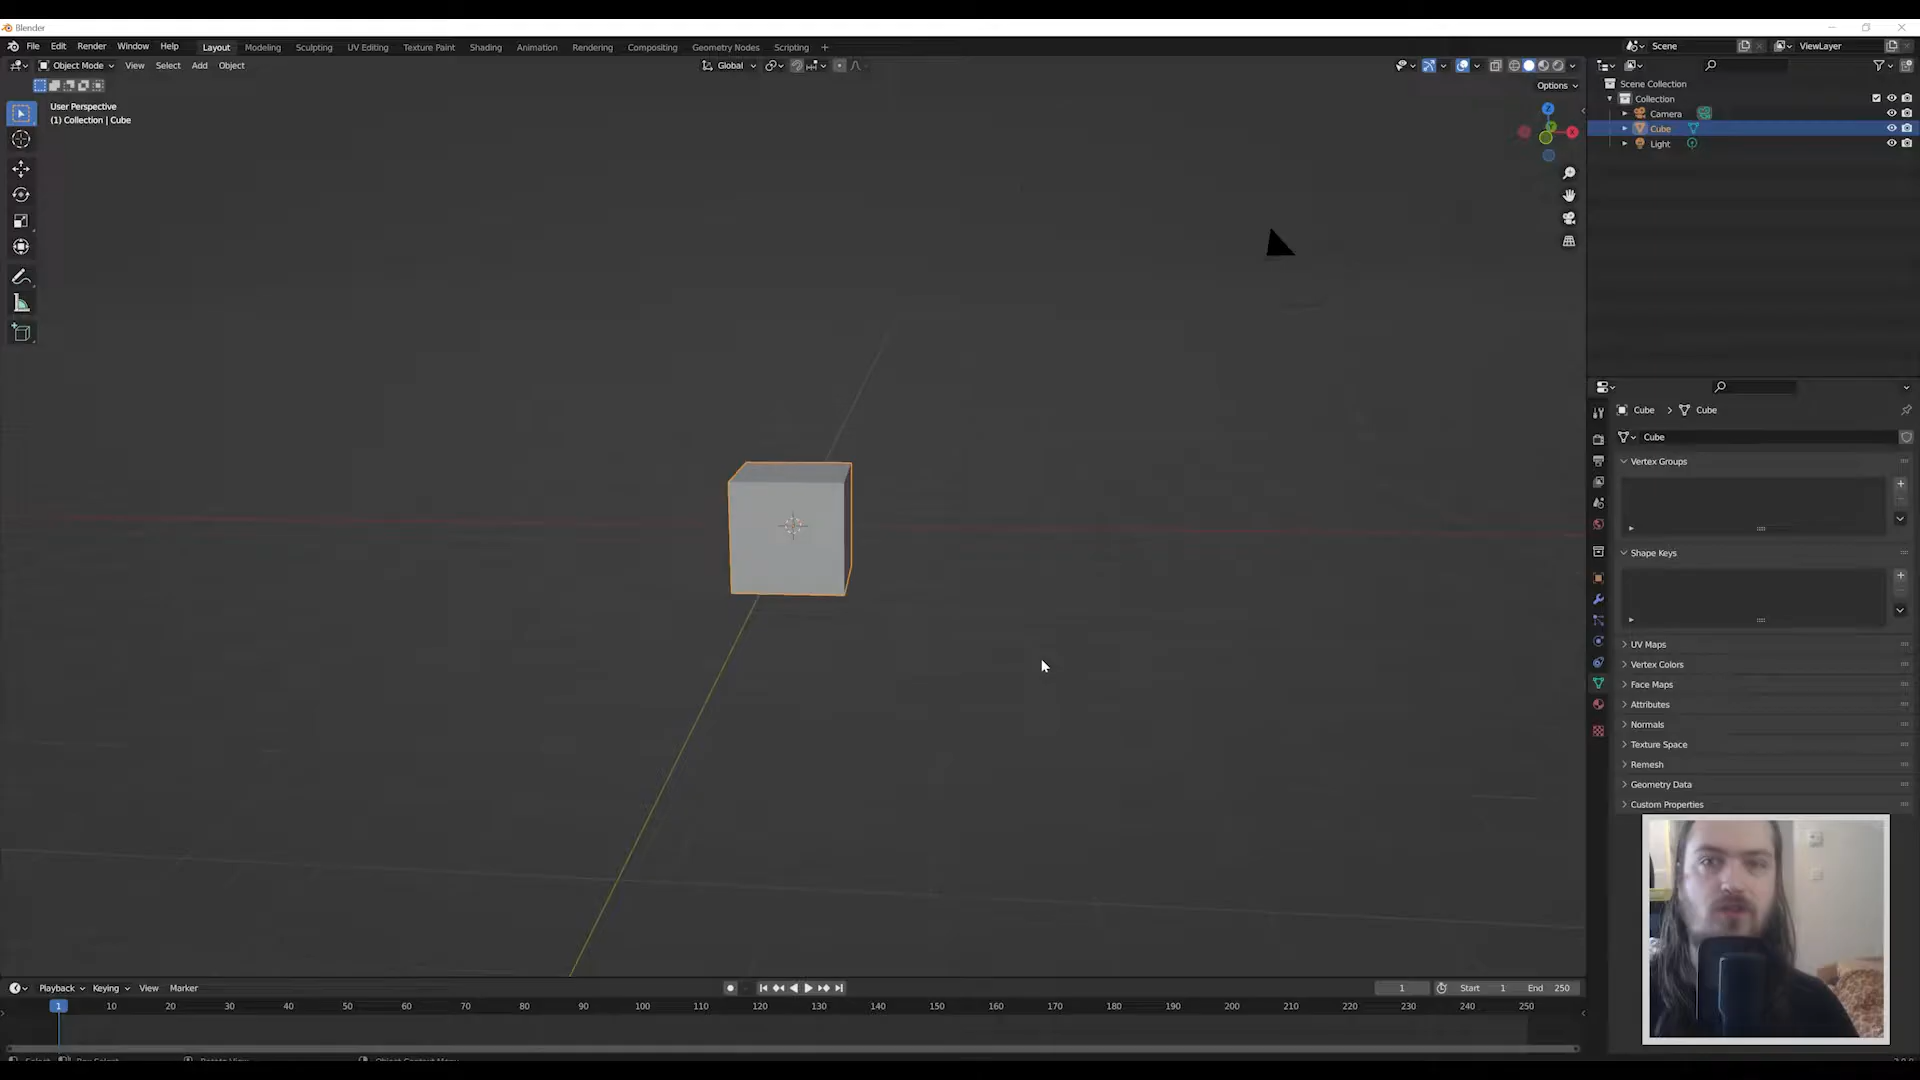 Blender
File Edit Render Window Help Layout Modeling Sculpting UV Editing Texture Paint Shading Animation Rendering Compositing Geometry Nodes Scripting + Scene ViewLayer
Object Mode View Select Add Object Global
Options
User Perspective
(1) Collection | Cube
Z
Y
X
Scene Collection
Collection
Camera
Cube
Light
Cube > Cube
Cube
Vertex Groups
Shape Keys
UV Maps
Vertex Colors
Face Maps
Attributes
Normals
Texture Space
Remesh
Geometry Data
Custom Properties
Playback Keying View Marker 1 Start 1 End 250
1 10 20 30 40 50 60 70 80 90 100 110 120 130 140 150 160 170 180 190 200 210 220 230 240 250